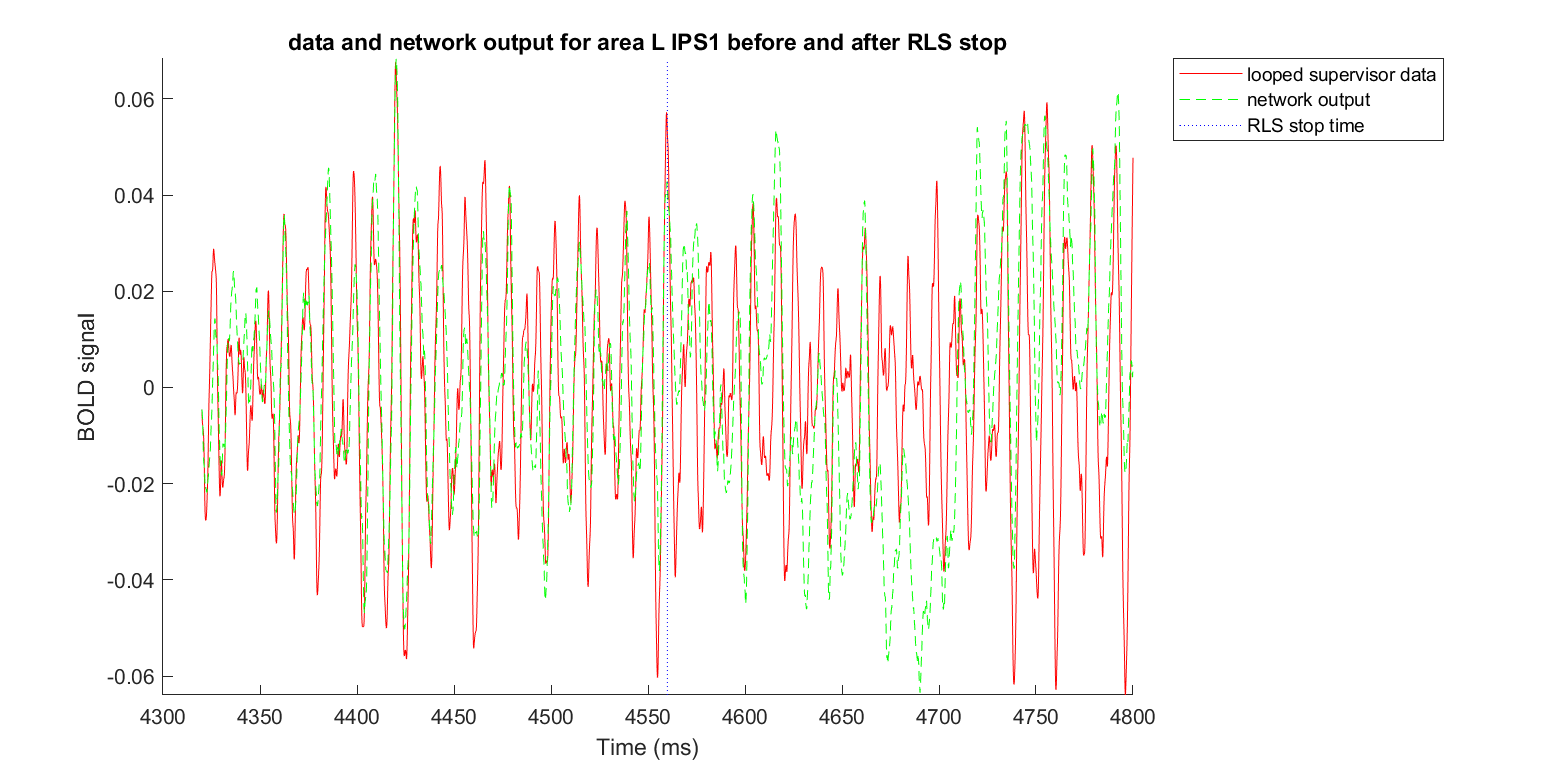 data and network output for area L IPS1 before and after RLS stop
looped supervisor data
network output
RLS stop time
BOLD signal
0.06
0.04
0.02
0
-0.02
-0.04
-0.06
4300 4350 4400 4450 4500 4550 4600 4650 4700 4750 4800
Time (ms)